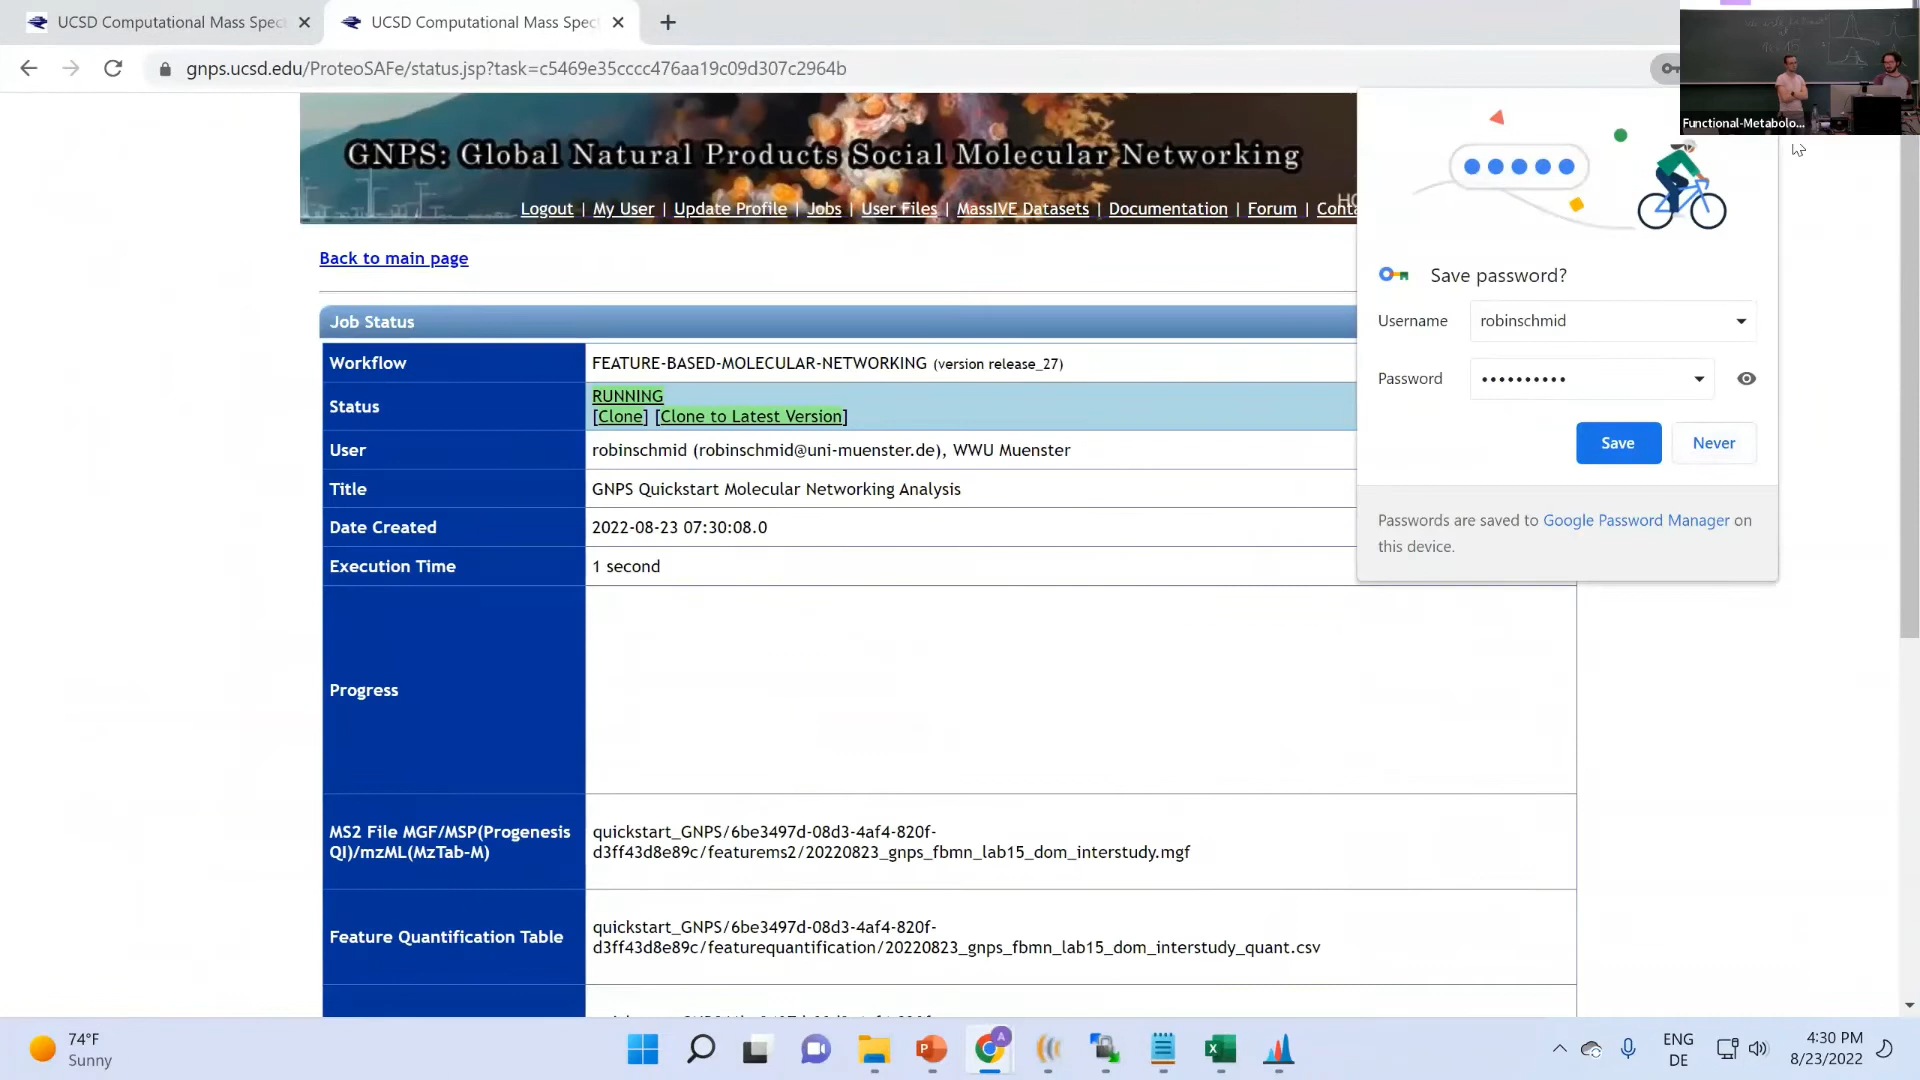 UCSD Computational Mass Spec
UCSD Computational Mass Spec
gnps.ucsd.edu/ProteoSAFe/status.jsp?task=c5469e35cccc476aa19c09d307c2964b
Functional-Metabolo...
GNPS: Global Natural Products Social Molecular Networking
Logout | My User | Update Profile | Jobs | User Files | MassIVE Datasets | Documentation | Forum | Conta
Back to main page
Job Status
Workflow FEATURE-BASED-MOLECULAR-NETWORKING (version release_27)
Status RUNNING
[Clone] [Clone to Latest Version]
User robinschmid (robinschmid@uni-muenster.de), WWU Muenster
Title GNPS Quickstart Molecular Networking Analysis
Date Created 2022-08-23 07:30:08.0
Execution Time 1 second
Progress
MS2 File MGF/MSP(Progenesis
QI)/mzML(MzTab-M)
quickstart_GNPS/6be3497d-08d3-4af4-820f-
d3ff43d8e89c/featurems2/20220823_gnps_fbmn_lab15_dom_interstudy.mgf
Feature Quantification Table
quickstart_GNPS/6be3497d-08d3-4af4-820f-
d3ff43d8e89c/featurequantification/20220823_gnps_fbmn_lab15_dom_interstudy_quant.csv
Save password?
Username robinschmid
Password ••••••••••
Save Never
Passwords are saved to Google Password Manager on
this device.
74°F
Sunny
A
P
X
ENG
DE
4:30 PM
8/23/2022